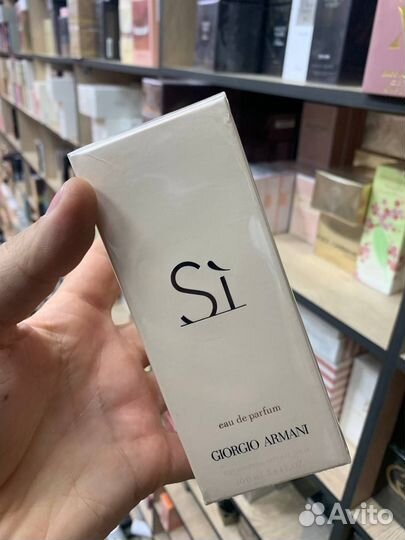 Sì
eau de parfum
GIORGIO ARMANI
Avito